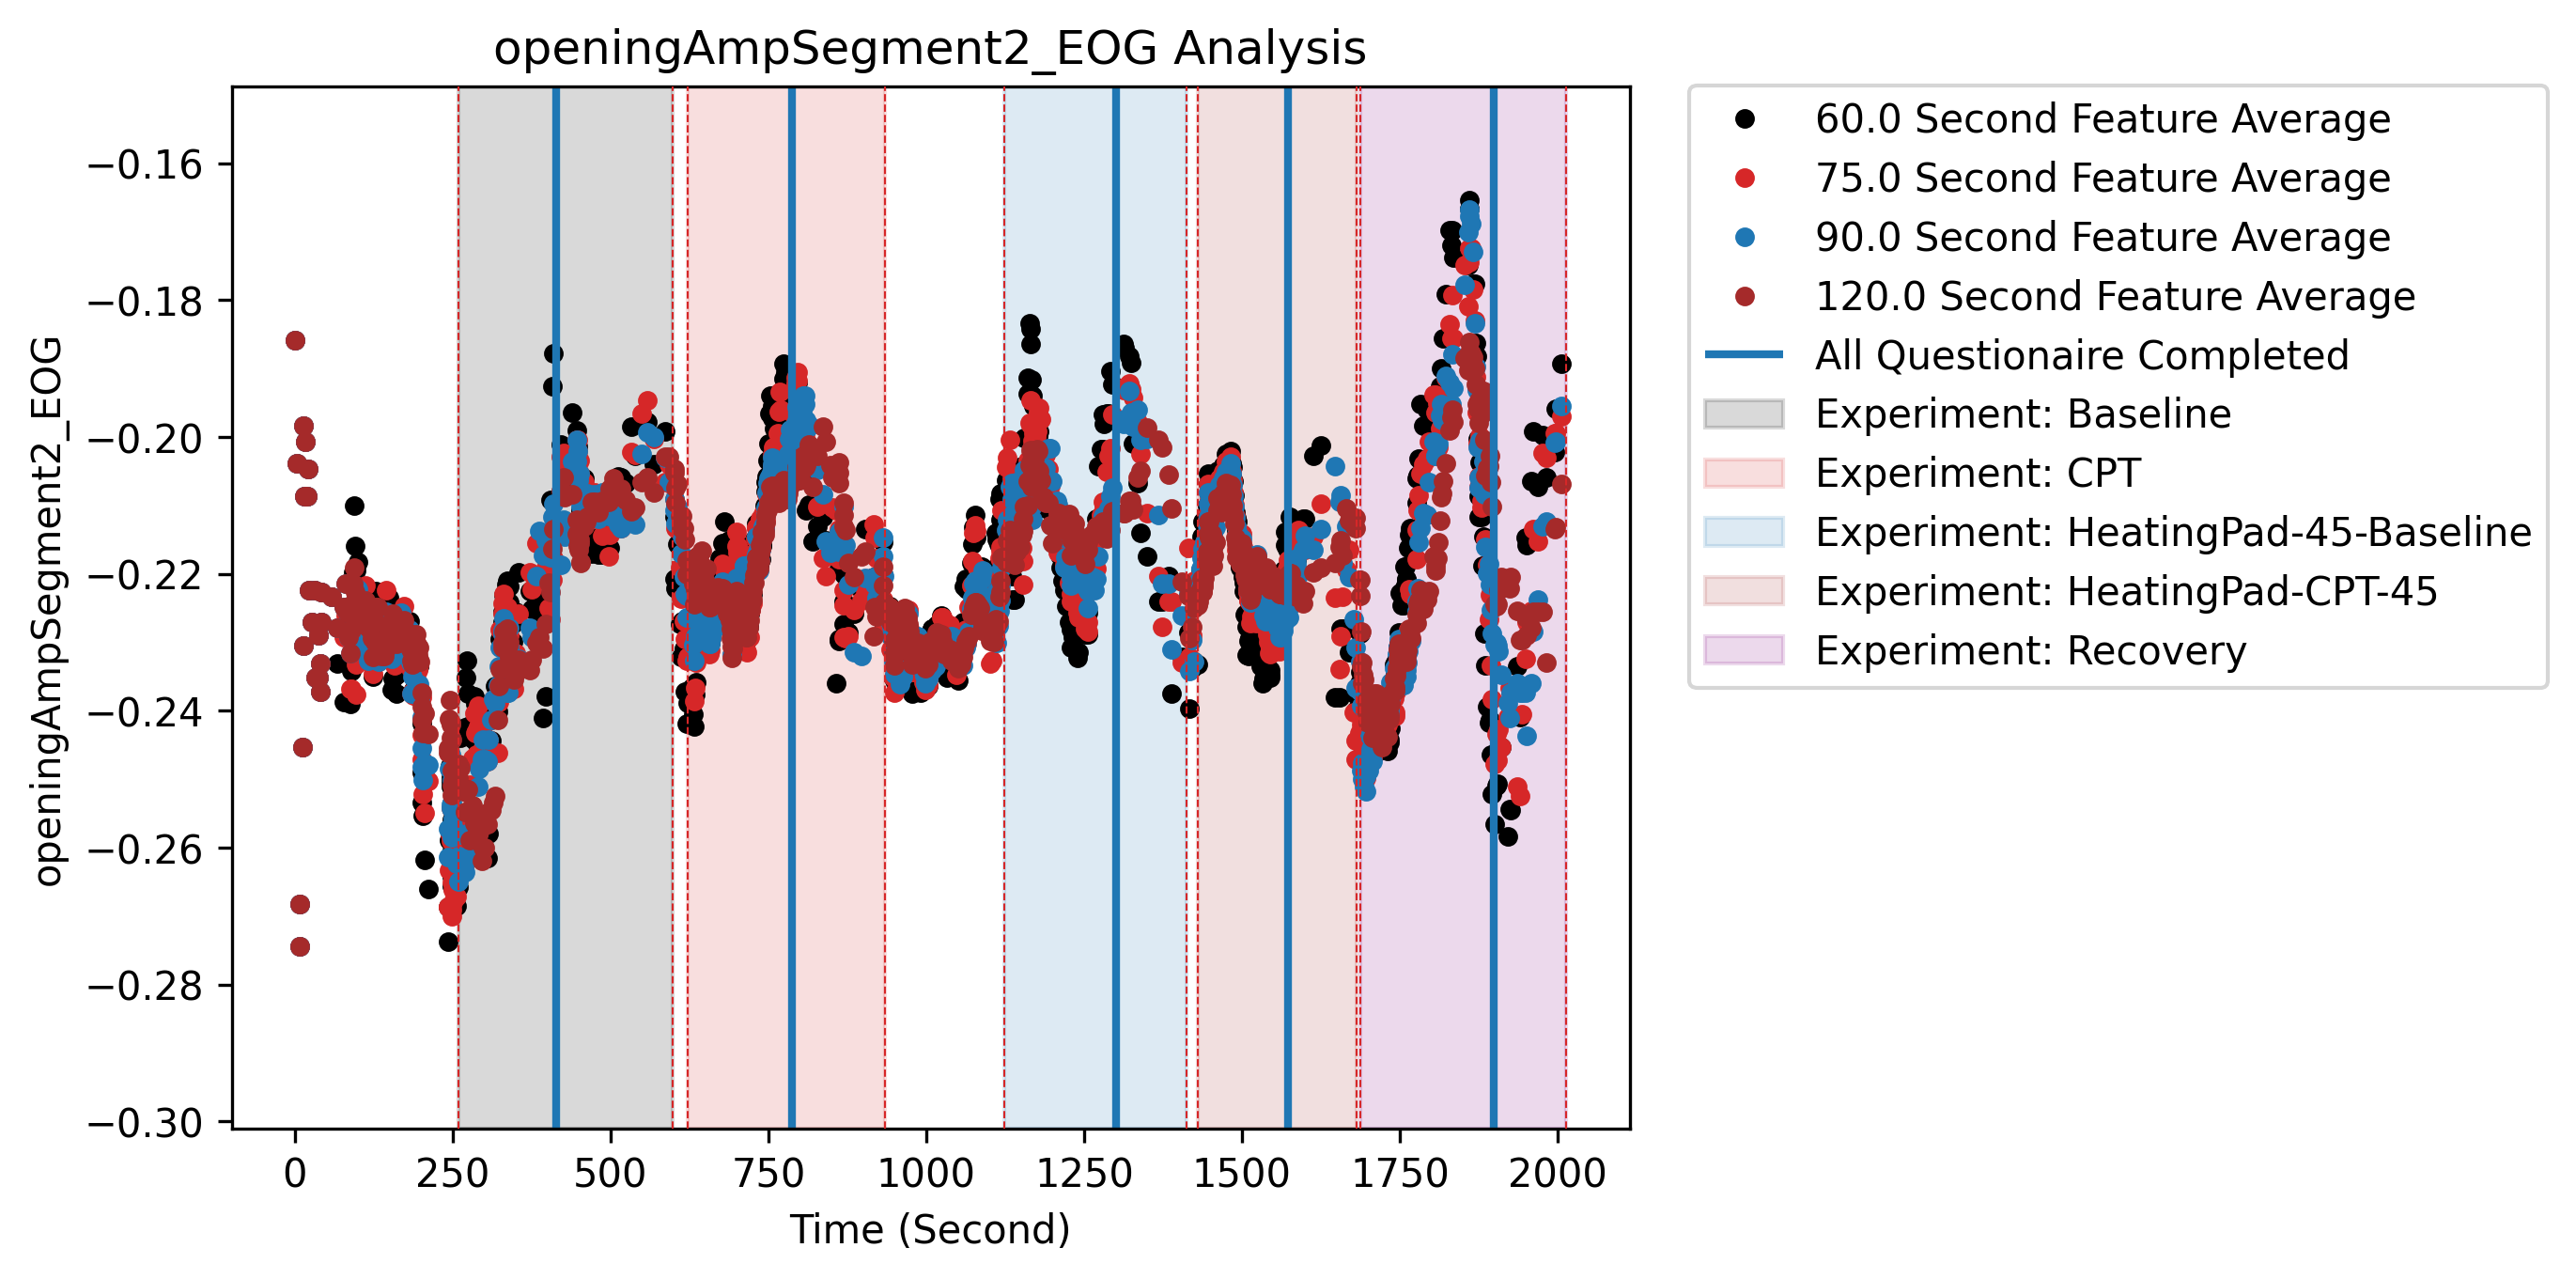 openingAmpSegment2_EOG Analysis
openingAmpSegment2_EOG
−0.16
−0.18
−0.20
−0.22
−0.24
−0.26
−0.28
−0.30
0 250 500 750 1000 1250 1500 1750 2000
Time (Second)
60.0 Second Feature Average
75.0 Second Feature Average
90.0 Second Feature Average
120.0 Second Feature Average
All Questionaire Completed
Experiment: Baseline
Experiment: CPT
Experiment: HeatingPad-45-Baseline
Experiment: HeatingPad-CPT-45
Experiment: Recovery